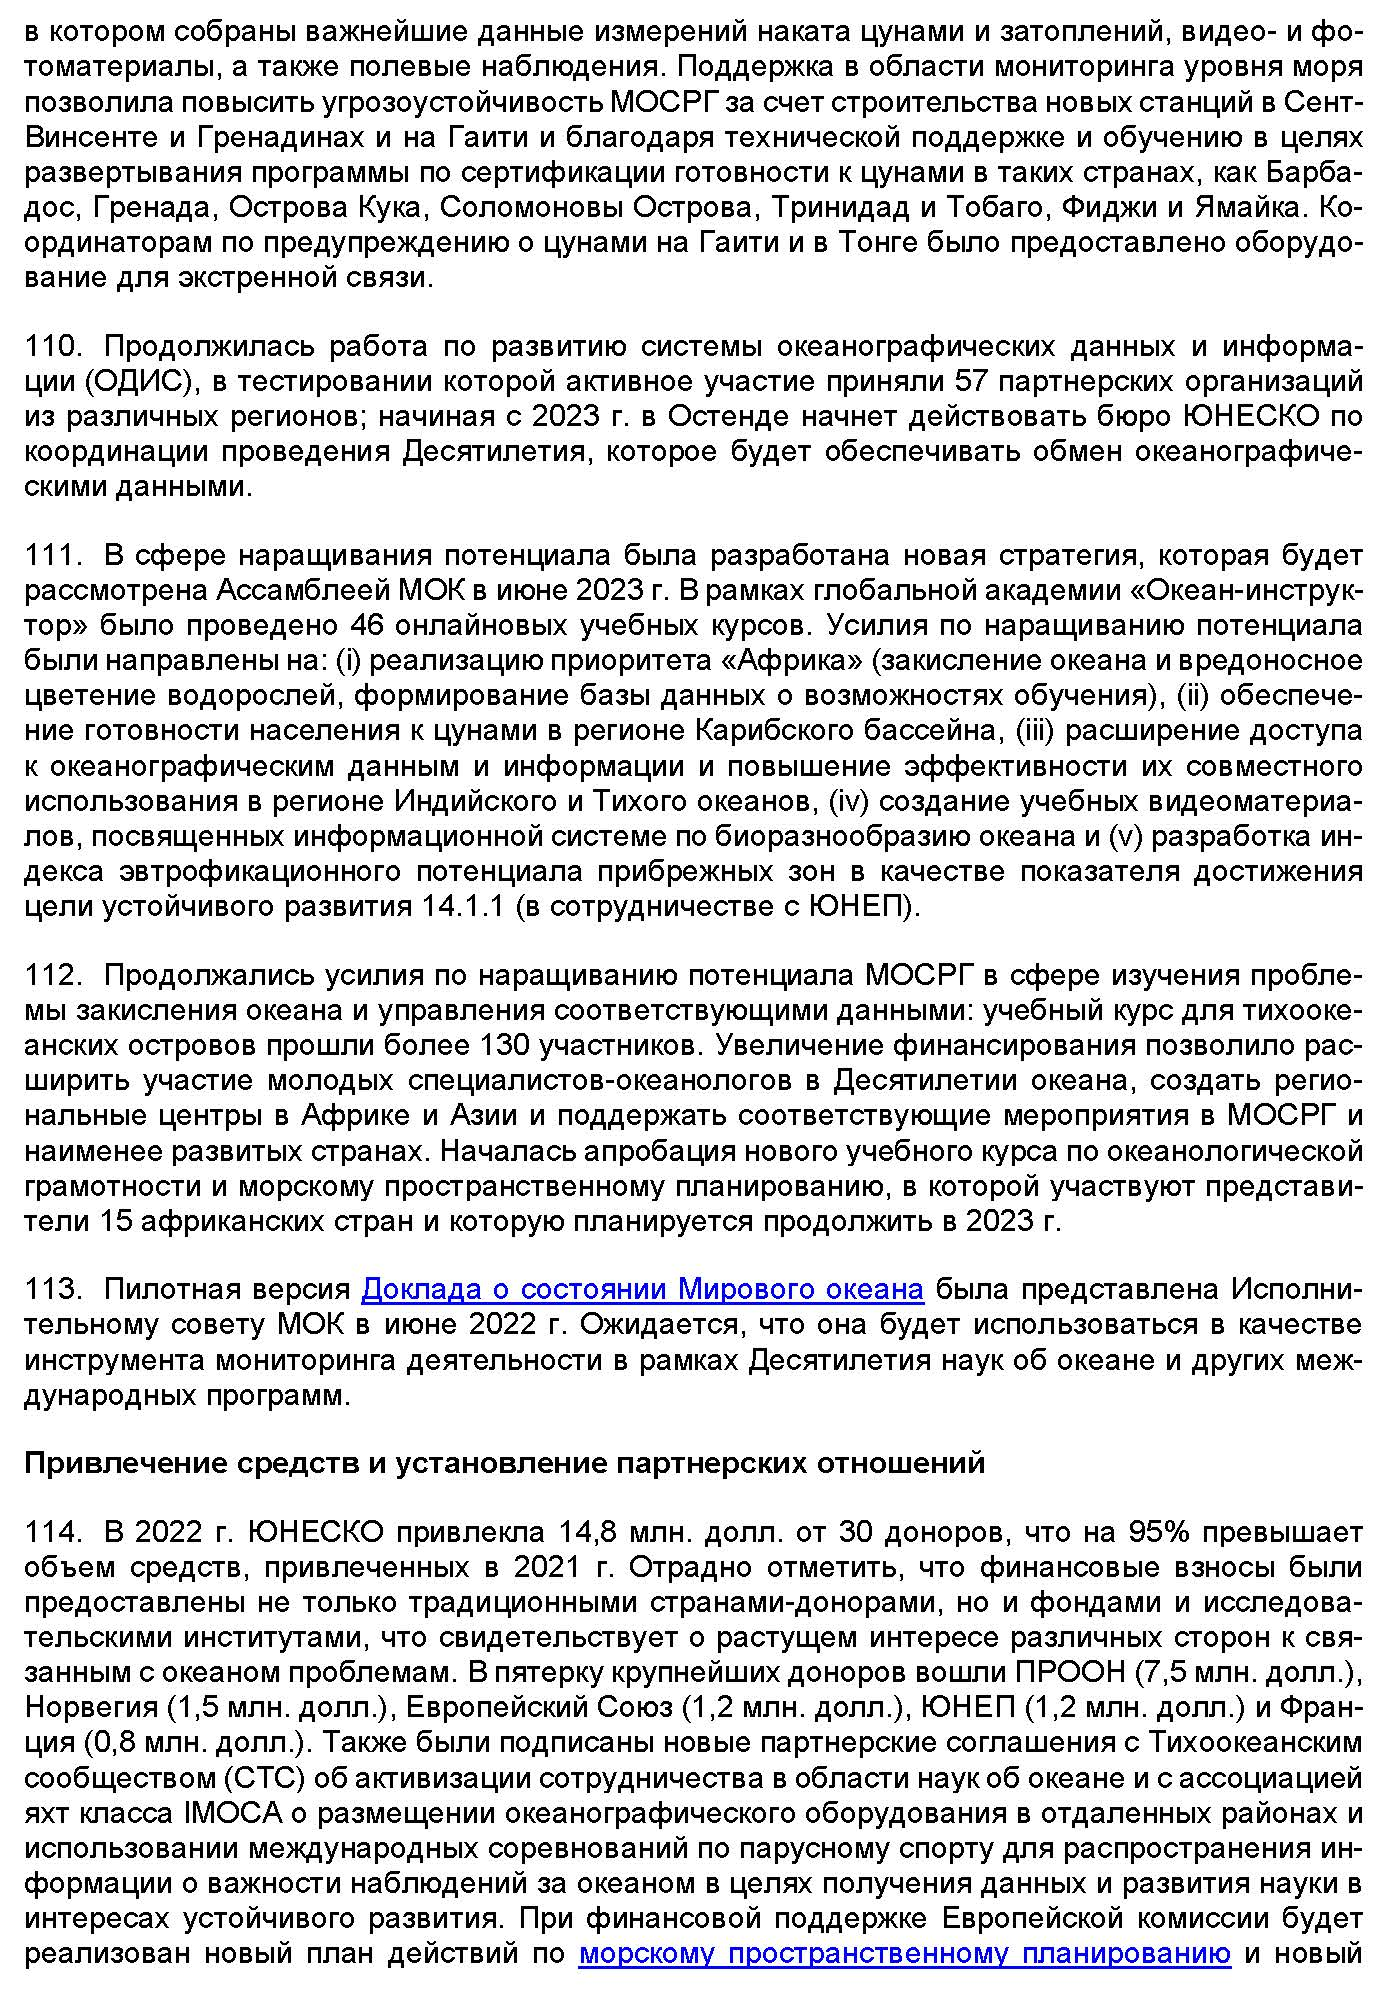 в котором собраны важнейшие данные измерений наката цунами и затоплений, видео- и фо-
томатериалы, а также полевые наблюдения. Поддержка в области мониторинга уровня моря
позволила повысить угрозоустойчивость МОСРГ за счет строительства новых станций в Сент-
Винсенте и Гренадинах и на Гаити и благодаря технической поддержке и обучению в целях
развертывания программы по сертификации готовности к цунами в таких странах, как Барба-
дос, Гренада, Острова Кука, Соломоновы Острова, Тринидад и Тобаго, Фиджи и Ямайка. Ко-
ординаторам по предупреждению о цунами на Гаити и в Тонге было предоставлено оборудо-
вание для экстренной связи.
110. Продолжилась работа по развитию системы океанографических данных и информа-
ции (ОДИС), в тестировании которой активное участие приняли 57 партнерских организаций
из различных регионов; начиная с 2023 г. в Остенде начнет действовать бюро ЮНЕСКО по
координации проведения Десятилетия, которое будет обеспечивать обмен океанографиче-
скими данными.
111. В сфере наращивания потенциала была разработана новая стратегия, которая будет
рассмотрена Ассамблеей МОК в июне 2023 г. В рамках глобальной академии «Океан-инструк-
тор» было проведено 46 онлайновых учебных курсов. Усилия по наращиванию потенциала
были направлены на: (i) реализацию приоритета «Африка» (закисление океана и вредоносное
цветение водорослей, формирование базы данных о возможностях обучения), (ii) обеспече-
ние готовности населения к цунами в регионе Карибского бассейна, (iii) расширение доступа
к океанографическим данным и информации и повышение эффективности их совместного
использования в регионе Индийского и Тихого океанов, (iv) создание учебных видеоматериа-
лов, посвященных информационной системе по биоразнообразию океана и (v) разработка ин-
декса эвтрофикационного потенциала прибрежных зон в качестве показателя достижения
цели устойчивого развития 14.1.1 (в сотрудничестве с ЮНЕП).
112. Продолжались усилия по наращиванию потенциала МОСРГ в сфере изучения пробле-
мы закисления океана и управления соответствующими данными: учебный курс для тихооке-
анских островов прошли более 130 участников. Увеличение финансирования позволило рас-
ширить участие молодых специалистов-океанологов в Десятилетии океана, создать регио-
нальные центры в Африке и Азии и поддержать соответствующие мероприятия в МОСРГ и
наименее развитых странах. Началась апробация нового учебного курса по океанологической
грамотности и морскому пространственному планированию, в которой участвуют представи-
тели 15 африканских стран и которую планируется продолжить в 2023 г.
113. Пилотная версия Доклада о состоянии Мирового океана была представлена Исполни-
тельному совету МОК в июне 2022 г. Ожидается, что она будет использоваться в качестве
инструмента мониторинга деятельности в рамках Десятилетия наук об океане и других меж-
дународных программ.
Привлечение средств и установление партнерских отношений
114. В 2022 г. ЮНЕСКО привлекла 14,8 млн. долл. от 30 доноров, что на 95% превышает
объем средств, привлеченных в 2021 г. Отрадно отметить, что финансовые взносы были
предоставлены не только традиционными странами-донорами, но и фондами и исследова-
тельскими институтами, что свидетельствует о растущем интересе различных сторон к свя-
занным с океаном проблемам. В пятерку крупнейших доноров вошли ПРООН (7,5 млн. долл.),
Норвегия (1,5 млн. долл.), Европейский Союз (1,2 млн. долл.), ЮНЕП (1,2 млн. долл.) и Фран-
ция (0,8 млн. долл.). Также были подписаны новые партнерские соглашения с Тихоокеанским
сообществом (СТС) об активизации сотрудничества в области наук об океане и с ассоциацией
яхт класса IMOCA о размещении океанографического оборудования в отдаленных районах и
использовании международных соревнований по парусному спорту для распространения ин-
формации о важности наблюдений за океаном в целях получения данных и развития науки в
интересах устойчивого развития. При финансовой поддержке Европейской комиссии будет
реализован новый план действий по морскому пространственному планированию и новый